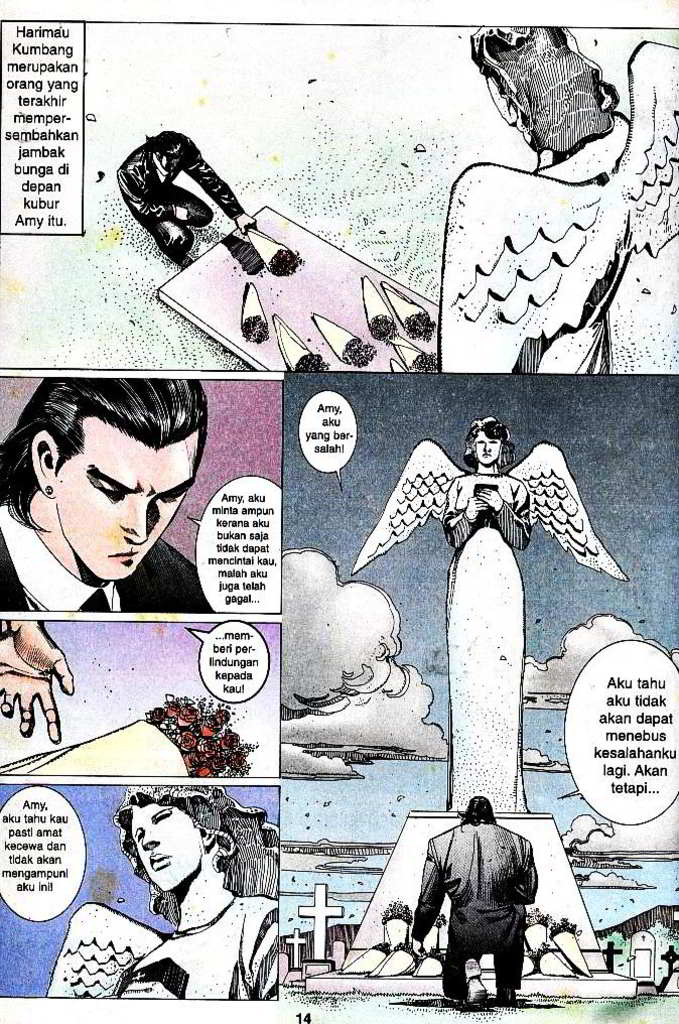 Harimau
Kumbang
merupakan
orang yang
terakhir
memper-
sembahkan
jambak
bunga di
depan
kubur
Amy itu.
Amy, aku
minta ampun
kerana aku
bukan saja
tidak dapat
mencintai kau,
malah aku
juga telah
gagal...
...mem-
beri per-
lindungan
kepada
kau!
Amy,
aku tahu kau
pasti amat
kecewa dan
tidak akan
mengampuni
aku ini!
Amy,
aku
yang ber-
salah!
Aku tahu
aku tidak
akan dapat
menebus
kesalahanku
lagi. Akan
tetapi...
14